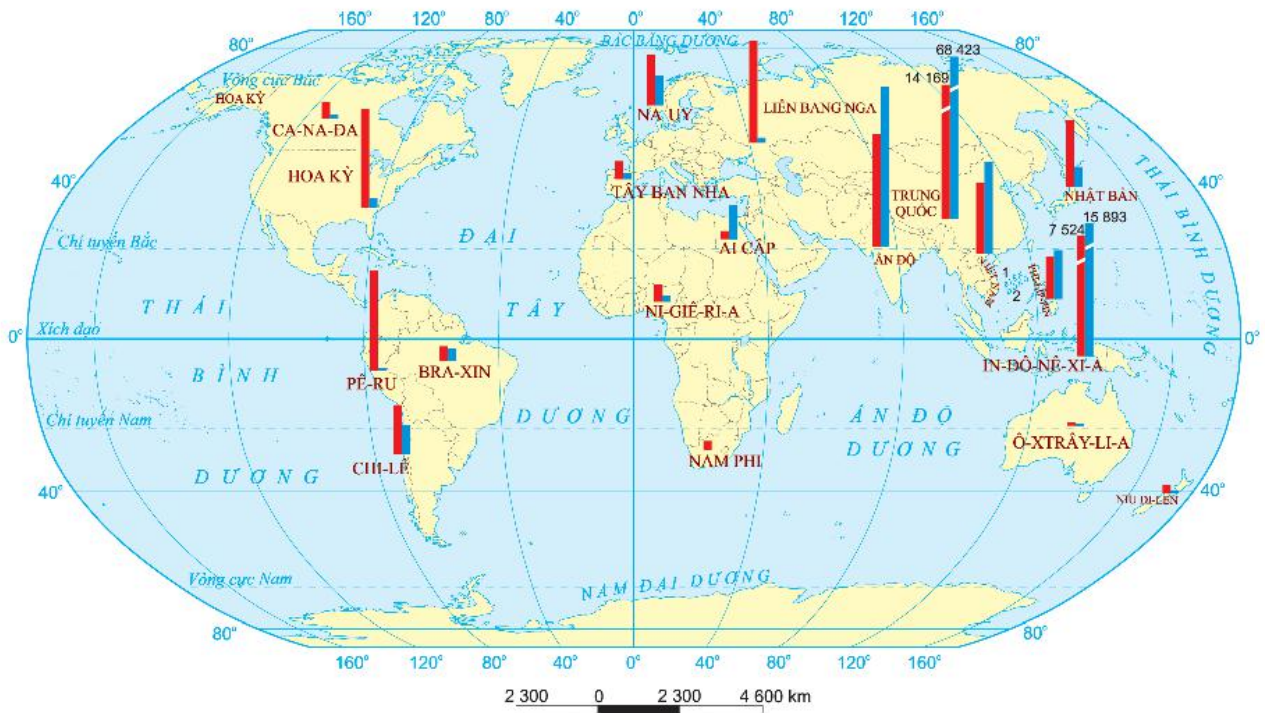 160° 120° 80° 40° 0° 40° 80° 120° 160°
BẮC BĂNG DƯƠNG
80° 80°
68 423
14 169
Vòng cực Bắc
HOA KỲ
CA-NA-ĐA
NA UY
LIÊN BANG NGA
HOA KỲ
TÂY BAN NHA
TRUNG
QUỐC
NHẬT BẢN
40° 40°
THÁI BÌNH DƯƠNG
15 893
7 524
Chí tuyến Bắc
ĐẠI
AI CẬP
ẤN ĐỘ
VIỆT NAM
1
2
PHI-LIP-PIN
NI-GIÊ-RI-A
THÁI
TÂY
0° Xích đạo 0°
BÌNH
PÊ-RU
BRA-XIN
IN-ĐÔ-NÊ-XI-A
Chí tuyến Nam
DƯƠNG
ẤN ĐỘ
DƯƠNG
Ô-XTRÂY-LI-A
CHI-LÊ
NAM PHI
DƯƠNG
40° 40°
NIU DI-LEN
Vòng cực Nam
NAM ĐẠI DƯƠNG
80° 80°
160° 120° 80° 40° 0° 40° 80° 120° 160°
2 300 0 2 300 4 600 km